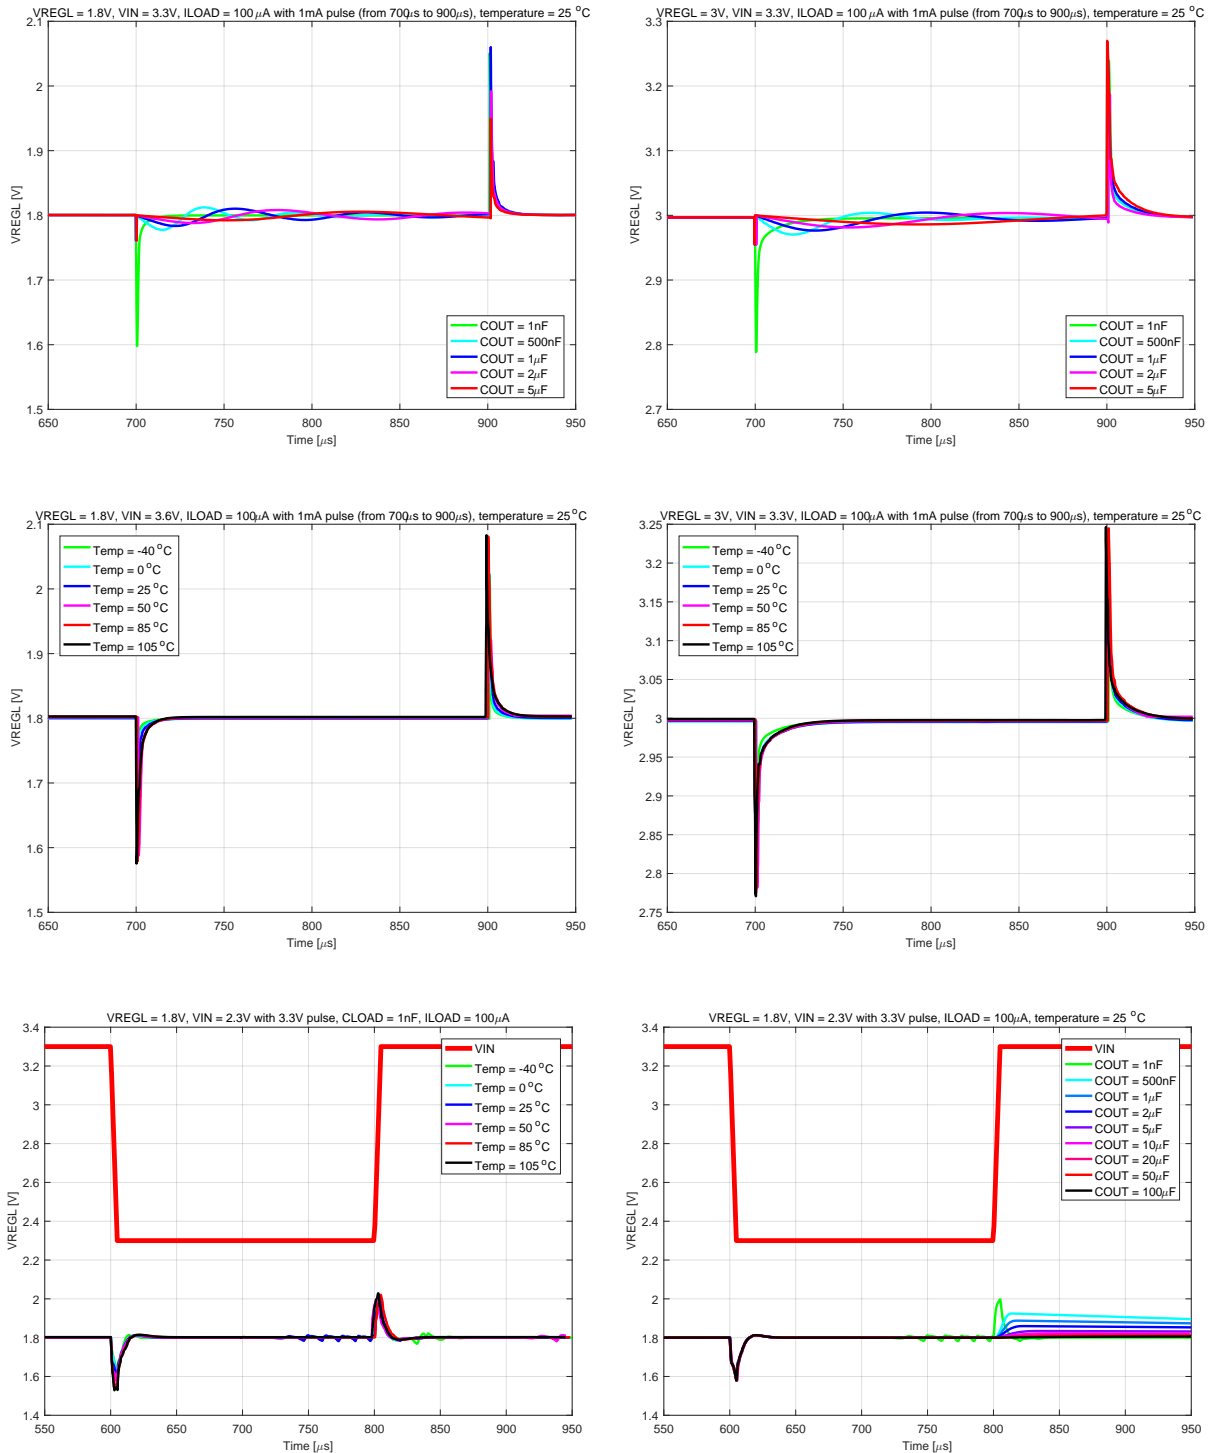 VREGL = 1.8V, VIN = 3.3V, ILOAD = 100 μA with 1mA pulse (from 700μs to 900μs), temperature = 25 °C
2.1
2
1.9
1.8
1.7
1.6
1.5
VREGL [V]
COUT = 1nF
COUT = 500nF
COUT = 1μF
COUT = 2μF
COUT = 5μF
650 700 750 800 850 900 950
Time [μs]
VREGL = 3V, VIN = 3.3V, ILOAD = 100 μA with 1mA pulse (from 700μs to 900μs), temperature = 25 °C
3.3
3.2
3.1
3
2.9
2.8
2.7
VREGL [V]
COUT = 1nF
COUT = 500nF
COUT = 1μF
COUT = 2μF
COUT = 5μF
650 700 750 800 850 900 950
Time [μs]
VREGL = 1.8V, VIN = 3.6V, ILOAD = 100μA with 1mA pulse (from 700μs to 900μs), temperature = 25°C
2.1
2
1.9
1.8
1.7
1.6
1.5
VREGL [V]
Temp = -40 °C
Temp = 0 °C
Temp = 25 °C
Temp = 50 °C
Temp = 85 °C
Temp = 105 °C
650 700 750 800 850 900 950
Time [μs]
VREGL = 3V, VIN = 3.3V, ILOAD = 100μA with 1mA pulse (from 700μs to 900μs), temperature = 25°C
3.25
3.2
3.15
3.1
3.05
3
2.95
2.9
2.85
2.8
2.75
VREGL [V]
Temp = -40 °C
Temp = 0 °C
Temp = 25 °C
Temp = 50 °C
Temp = 85 °C
Temp = 105 °C
650 700 750 800 850 900 950
Time [μs]
VREGL = 1.8V, VIN = 2.3V with 3.3V pulse, CLOAD = 1nF, ILOAD = 100μA
3.4
3.2
3
2.8
2.6
2.4
2.2
2
1.8
1.6
1.4
VREGL [V]
VIN
Temp = -40 °C
Temp = 0 °C
Temp = 25 °C
Temp = 50 °C
Temp = 85 °C
Temp = 105 °C
550 600 650 700 750 800 850 900 950
Time [μs]
VREGL = 1.8V, VIN = 2.3V with 3.3V pulse, ILOAD = 100μA, temperature = 25 °C
3.4
3.2
3
2.8
2.6
2.4
2.2
2
1.8
1.6
1.4
VREGL [V]
VIN
COUT = 1nF
COUT = 500nF
COUT = 1μF
COUT = 2μF
COUT = 5μF
COUT = 10μF
COUT = 20μF
COUT = 50μF
COUT = 100μF
550 600 650 700 750 800 850 900 950
Time [μs]